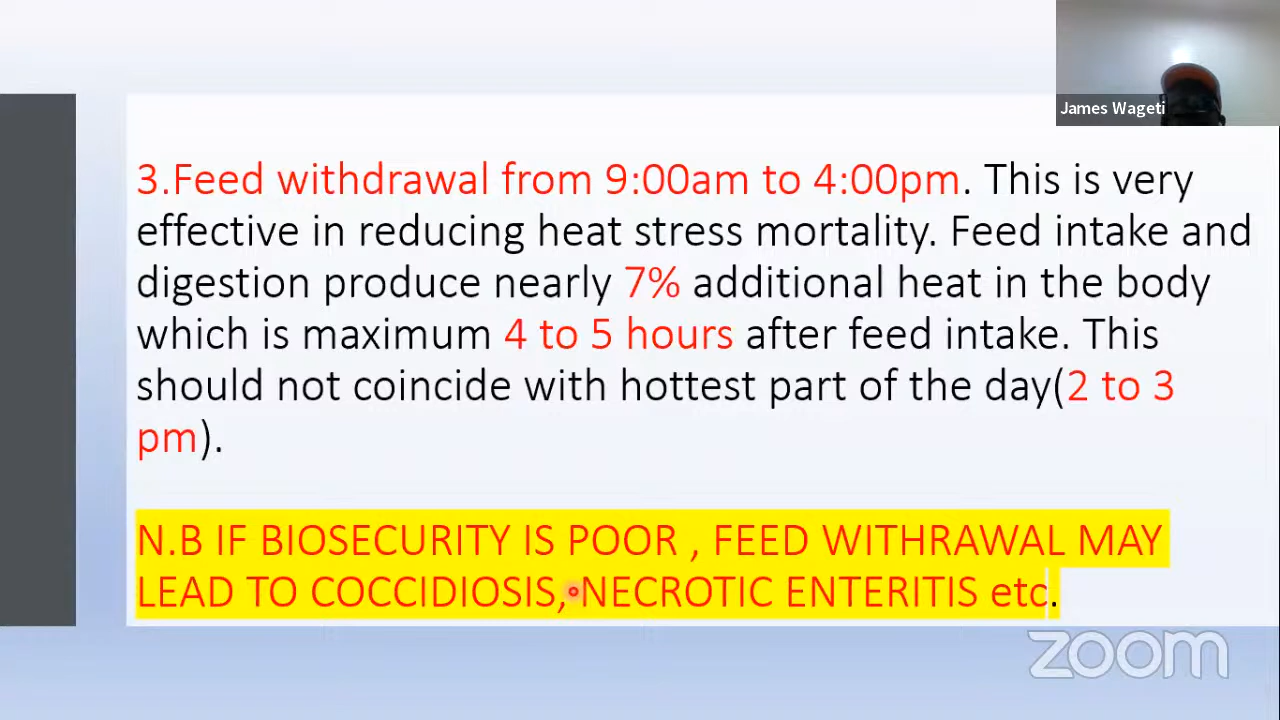 James Wageti
3.Feed withdrawal from 9:00am to 4:00pm. This is very
effective in reducing heat stress mortality. Feed intake and
digestion produce nearly 7% additional heat in the body
which is maximum 4 to 5 hours after feed intake. This
should not coincide with hottest part of the day(2 to 3
pm).
N.B IF BIOSECURITY IS POOR , FEED WITHRAWAL MAY
LEAD TO COCCIDIOSIS, NECROTIC ENTERITIS etc.
zoom